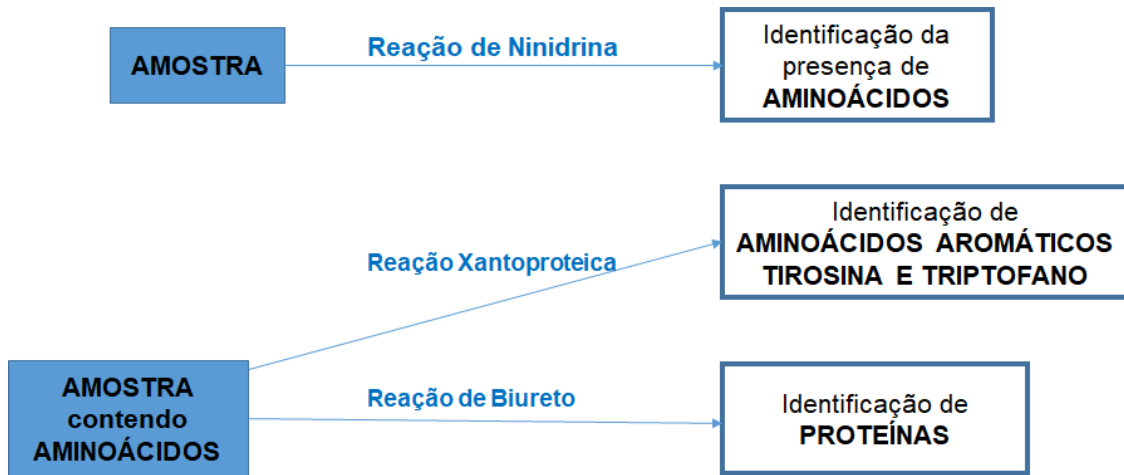 AMOSTRA
Reação de Ninidrina
Identificação da
presença de
AMINOÁCIDOS
Reação Xantoproteica
Identificação de
AMINOÁCIDOS AROMÁTICOS
TIROSINA E TRIPTOFANO
AMOSTRA
contendo
AMINOÁCIDOS
Reação de Biureto
Identificação de
PROTEÍNAS